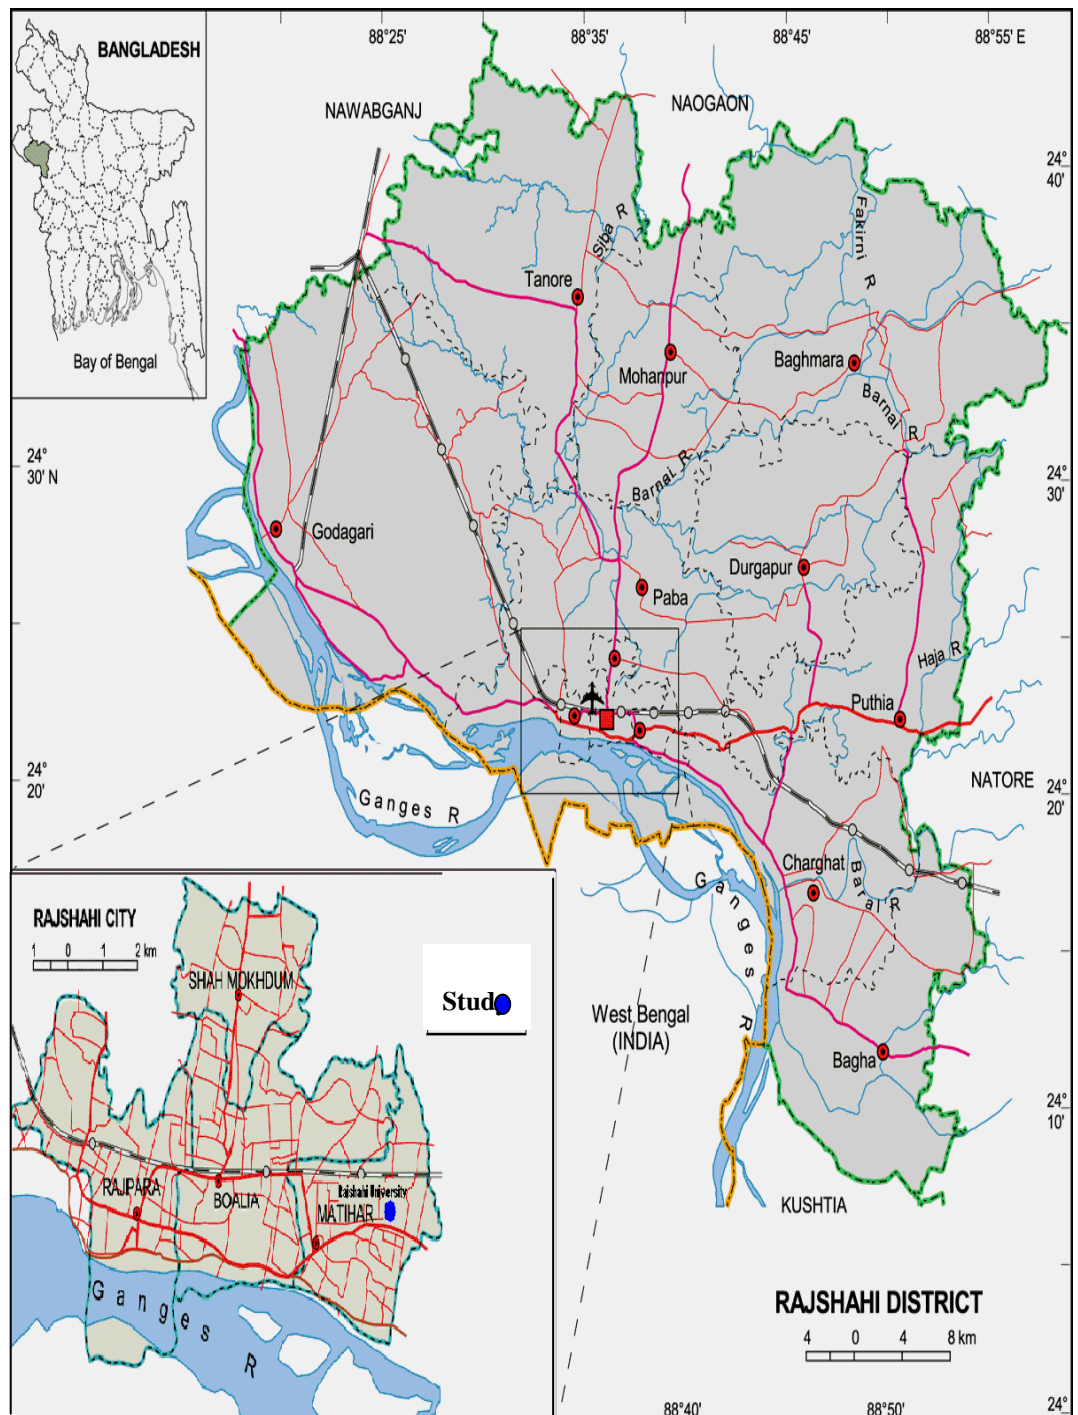 88°25'
88°35'
88°45'
88°55' E
BANGLADESH
NAWABGANJ
NAOGAON
24°
40'
Fakirni R
Siba R
Tanore
Bay of Bengal
Mohanpur
Baghmara
Barnai R
24°
30' N
24°
30'
Barnai R
Godagari
Durgapur
Paba
Haja R
Puthia
24°
20'
NATORE
24°
20'
Ganges R
Charghat
Baral R
Ganges R
RAJSHAHI CITY
1 0 1 2 km
SHAH MOKHDUM
Stud
West Bengal
(INDIA)
Bagha
24°
10'
RAJPARA
BOALIA
Rajshahi University
MATIHAR
KUSHTIA
Ganges R
RAJSHAHI DISTRICT
4 0 4 8 km
88°40'
88°50'
24°